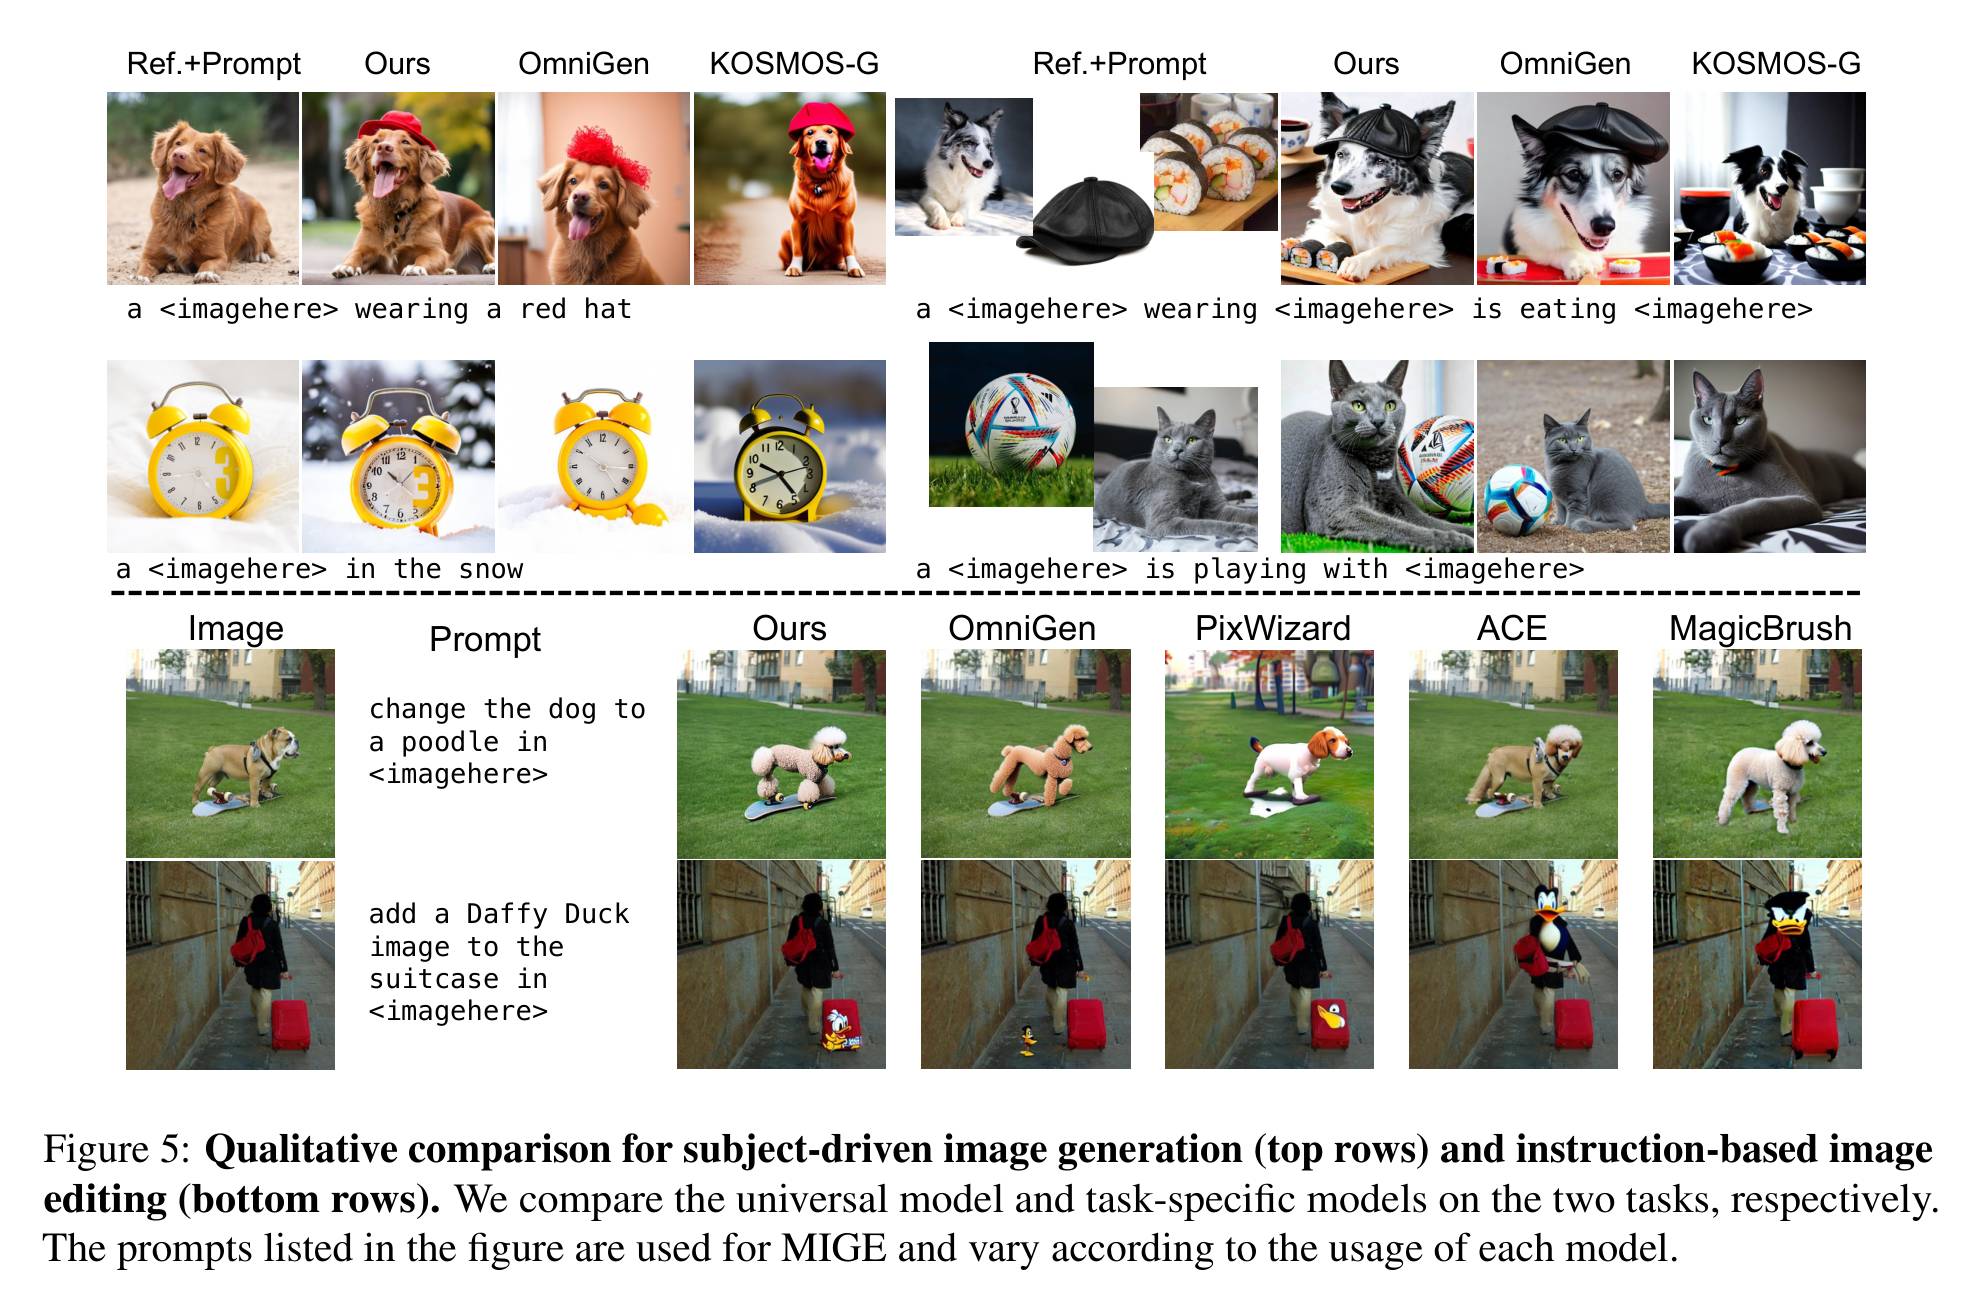 Ref.+Prompt Ours OmniGen KOSMOS-G Ref.+Prompt Ours OmniGen KOSMOS-G
a <imagehere> wearing a red hat
a <imagehere> wearing <imagehere> is eating <imagehere>
a <imagehere> in the snow
a <imagehere> is playing with <imagehere>
Image Prompt Ours OmniGen PixWizard ACE MagicBrush
change the dog to
a poodle in
<imagehere>
add a Daffy Duck
image to the
suitcase in
<imagehere>
Figure 5: Qualitative comparison for subject-driven image generation (top rows) and instruction-based image
editing (bottom rows). We compare the universal model and task-specific models on the two tasks, respectively.
The prompts listed in the figure are used for MIGE and vary according to the usage of each model.